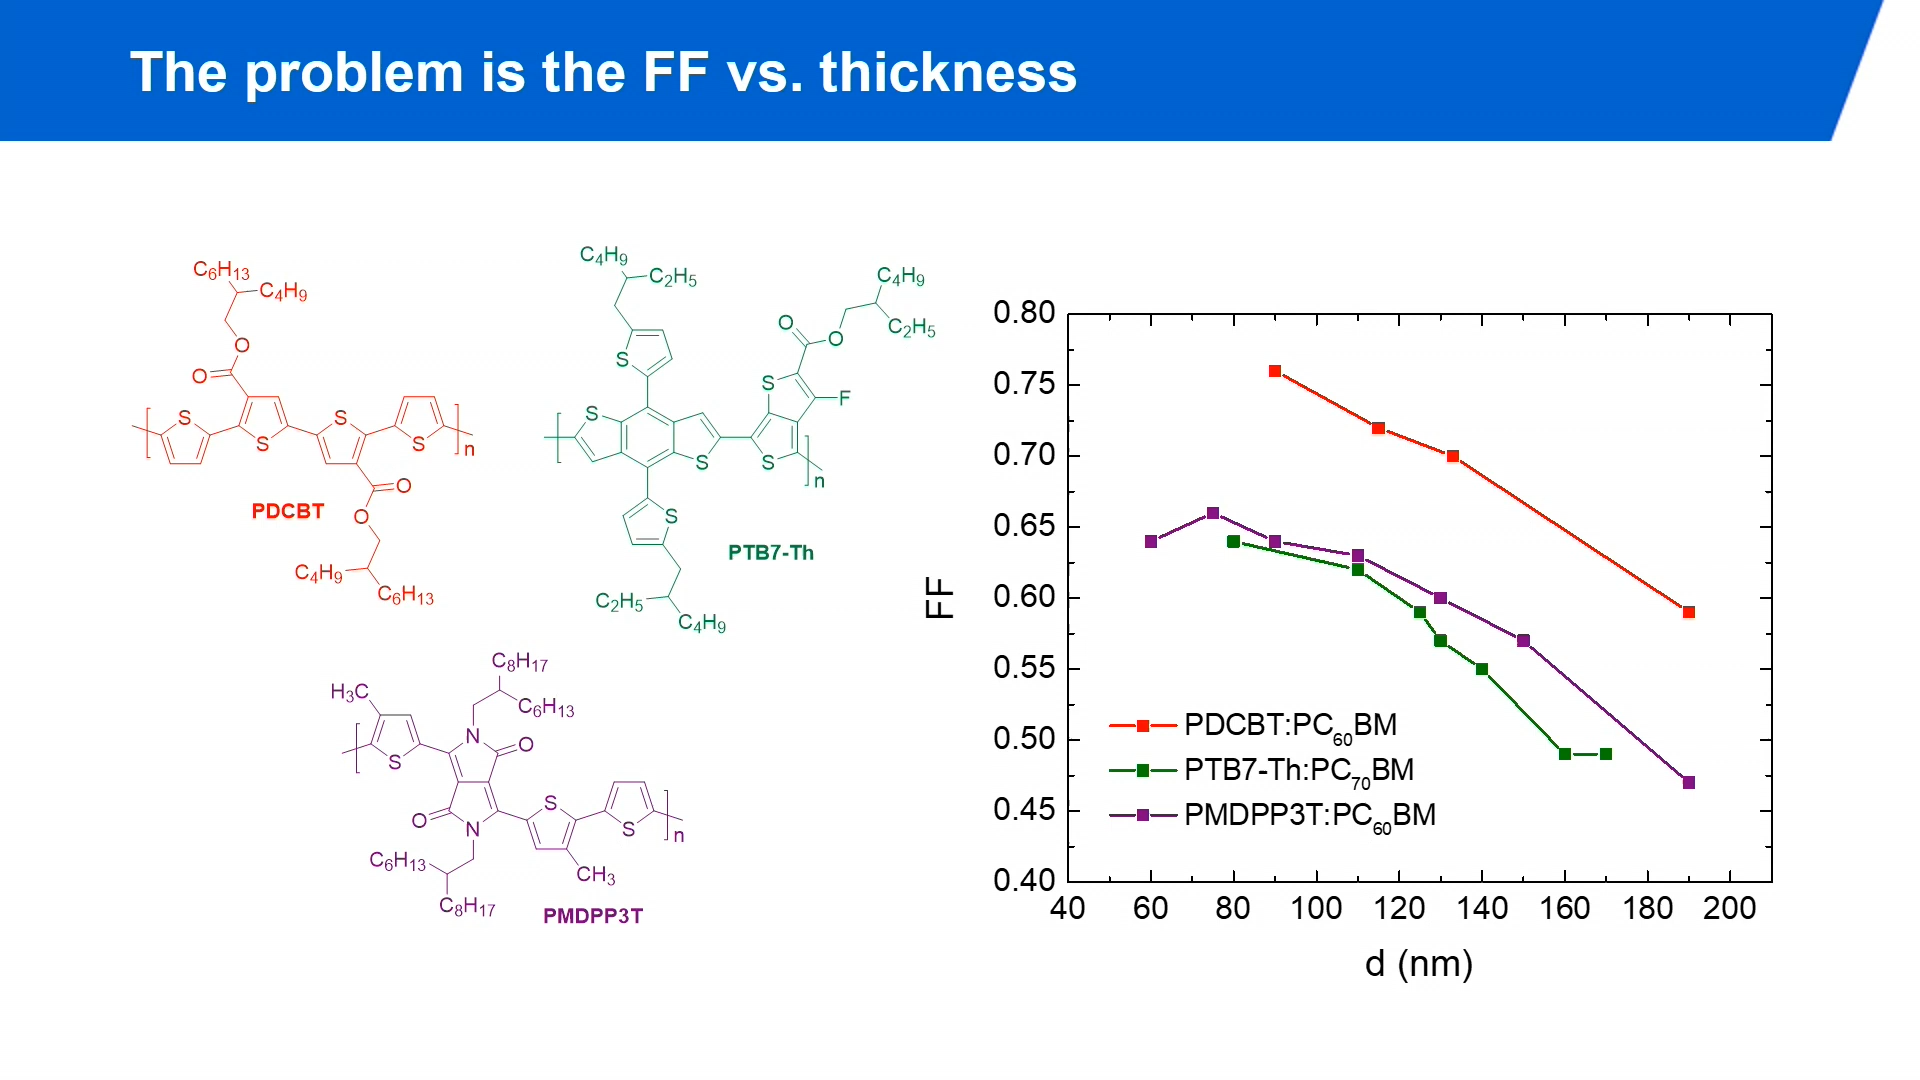 The problem is the FF vs. thickness
C6H13
C4H9
O
O
S
S
S
S
n
O
O
PDCBT
C4H9
C6H13
C4H9
C2H5
C4H9
C2H5
O
O
S
S
F
S
S
S
n
S
PTB7-Th
C2H5
C4H9
C8H17
C6H13
H3C
S
N
O
O
N
S
S
n
CH3
C6H13
C8H17
PMDPP3T
0.80
0.75
0.70
0.65
0.60
0.55
0.50
0.45
0.40
FF
PDCBT:PC60BM
PTB7-Th:PC70BM
PMDPP3T:PC60BM
40 60 80 100 120 140 160 180 200
d (nm)